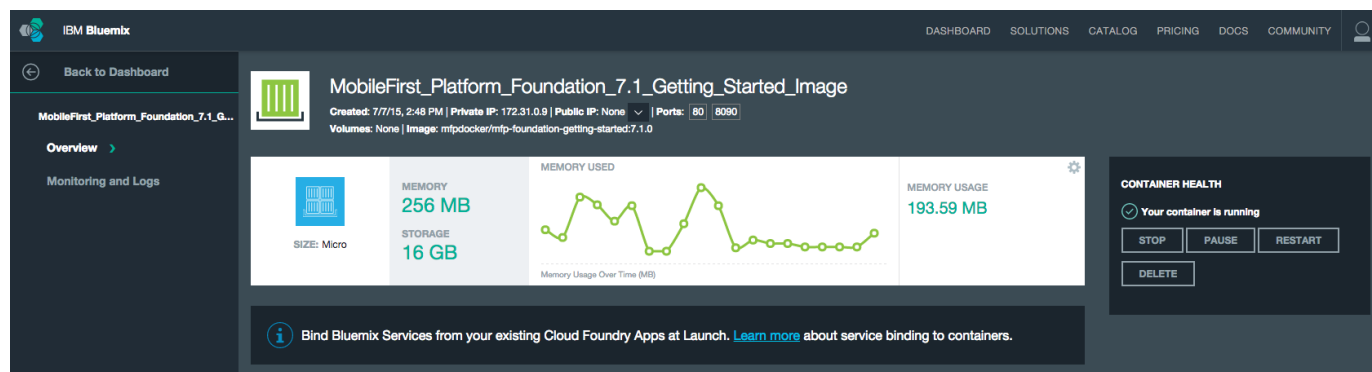 IBM Bluemix
DASHBOARD SOLUTIONS CATALOG PRICING DOCS COMMUNITY
Back to Dashboard
MobileFirst_Platform_Foundation_7.1_G...
Overview
Monitoring and Logs
MobileFirst_Platform_Foundation_7.1_Getting_Started_Image
Created: 7/7/15, 2:48 PM | Private IP: 172.31.0.9 | Public IP: None | Ports: 80 8090
Volumes: None | Image: mfpdocker/mfp-foundation-getting-started:7.1.0
SIZE: Micro
MEMORY
256 MB
STORAGE
16 GB
MEMORY USED
Memory Usage Over Time (MB)
MEMORY USAGE
193.59 MB
CONTAINER HEALTH
Your container is running
STOP PAUSE RESTART
DELETE
Bind Bluemix Services from your existing Cloud Foundry Apps at Launch. Learn more about service binding to containers.